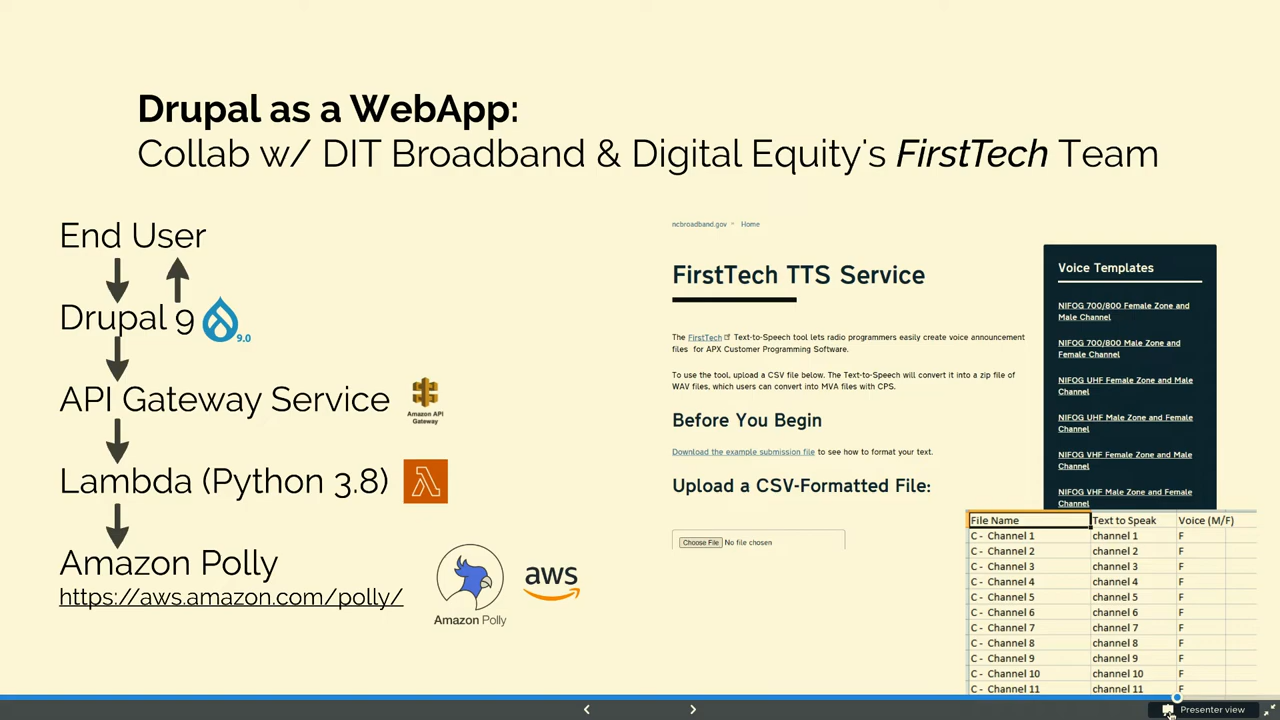 Drupal as a WebApp:
Collab w/ DIT Broadband & Digital Equity's FirstTech Team
End User
Drupal 9
9.0
API Gateway Service
Amazon API
Gateway
Lambda (Python 3.8)
Amazon Polly
https://aws.amazon.com/polly/
Amazon Polly
aws
ncbroadband.gov
Home
FirstTech TTS Service
The FirstTech Text-to-Speech tool lets radio programmers easily create voice announcement
files for APX Customer Programming Software.
To use the tool, upload a CSV file below. The Text-to-Speech will convert it into a zip file of
WAV files, which users can convert into MVA files with CPS.
Before You Begin
Download the example submission file to see how to format your text.
Upload a CSV-Formatted File:
Choose File No file chosen
Voice Templates
NIFOG 700/800 Female Zone and
Male Channel
NIFOG 700/800 Male Zone and
Female Channel
NIFOG UHF Female Zone and Male
Channel
NIFOG UHF Male Zone and Female
Channel
NIFOG VHF Female Zone and Male
Channel
NIFOG VHF Male Zone and Female
Channel
File Name Text to Speak Voice (M/F)
C - Channel 1 channel 1 F
C - Channel 2 channel 2 F
C - Channel 3 channel 3 F
C - Channel 4 channel 4 F
C - Channel 5 channel 5 F
C - Channel 6 channel 6 F
C - Channel 7 channel 7 F
C - Channel 8 channel 8 F
C - Channel 9 channel 9 F
C - Channel 10 channel 10 F
C - Channel 11 channel 11 F
Presenter view